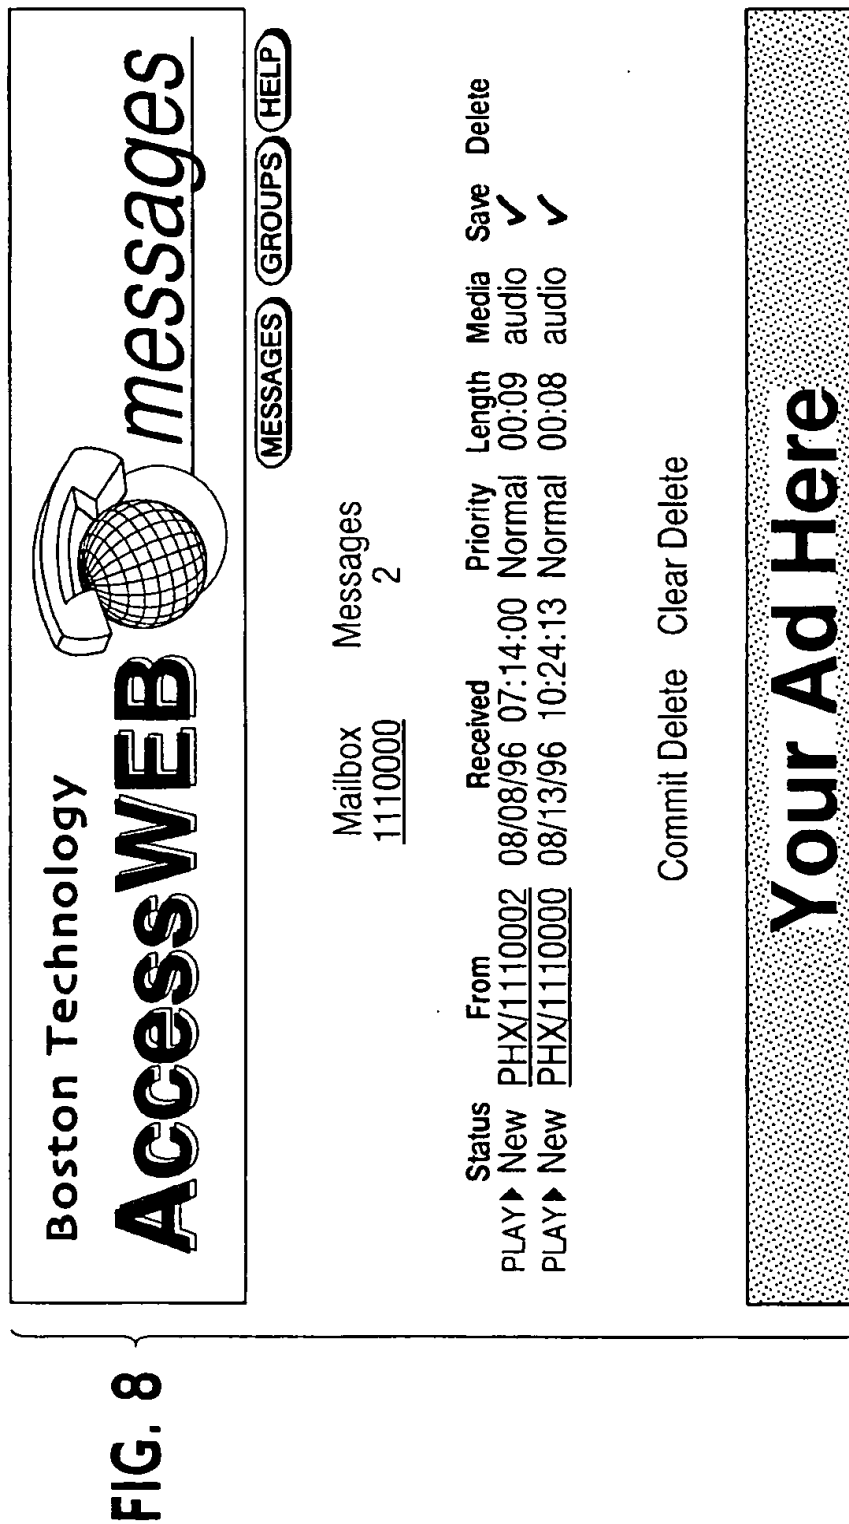 FIG. 8
Boston Technology
AccessWEB messages
MESSAGES GROUPS HELP
Mailbox Messages
1110000 2
Status From Received Priority Length Media Save Delete
PLAY New PHX/1110002 08/08/96 07:14:00 Normal 00:09 audio ✓
PLAY New PHX/1110000 08/13/96 10:24:13 Normal 00:08 audio ✓
Commit Delete Clear Delete
Your Ad Here